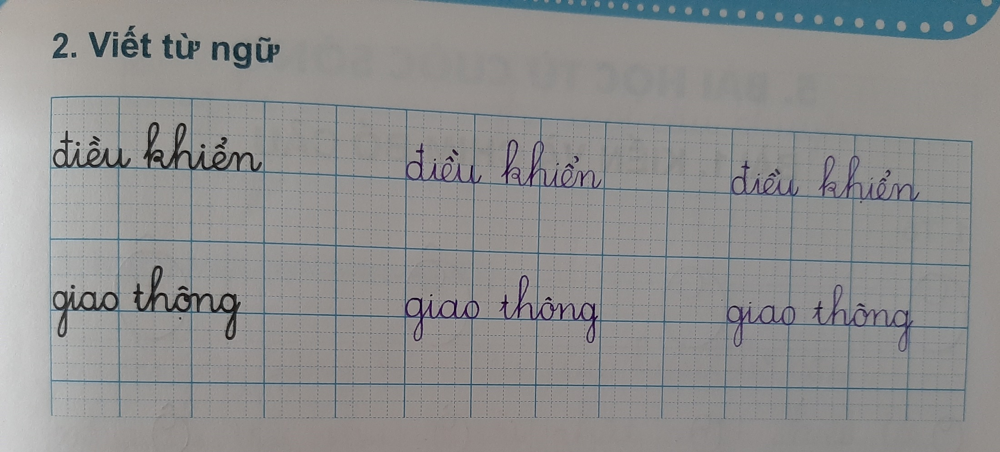 2. Viết từ ngữ
điều khiển điều khiển điều khiển
giao thông giao thông giao thông